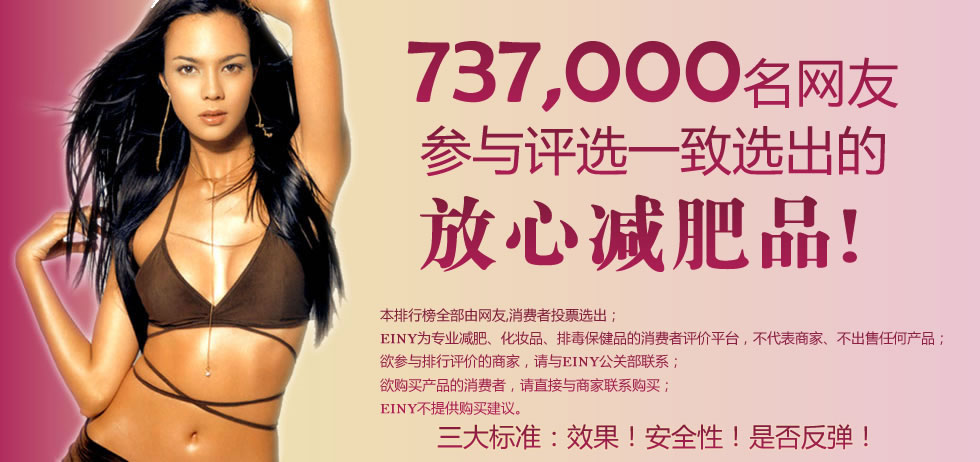 737,000名网友
参与评选一致选出的
放心减肥品!
本排行榜全部由网友,消费者投票选出；
EINY为专业减肥、化妆品、排毒保健品的消费者评价平台，不代表商家、不出售任何产品；
欲参与排行评价的商家，请与EINY公关部联系；
欲购买产品的消费者，请直接与商家联系购买；
EINY不提供购买建议。
三大标准：效果！安全性！是否反弹！